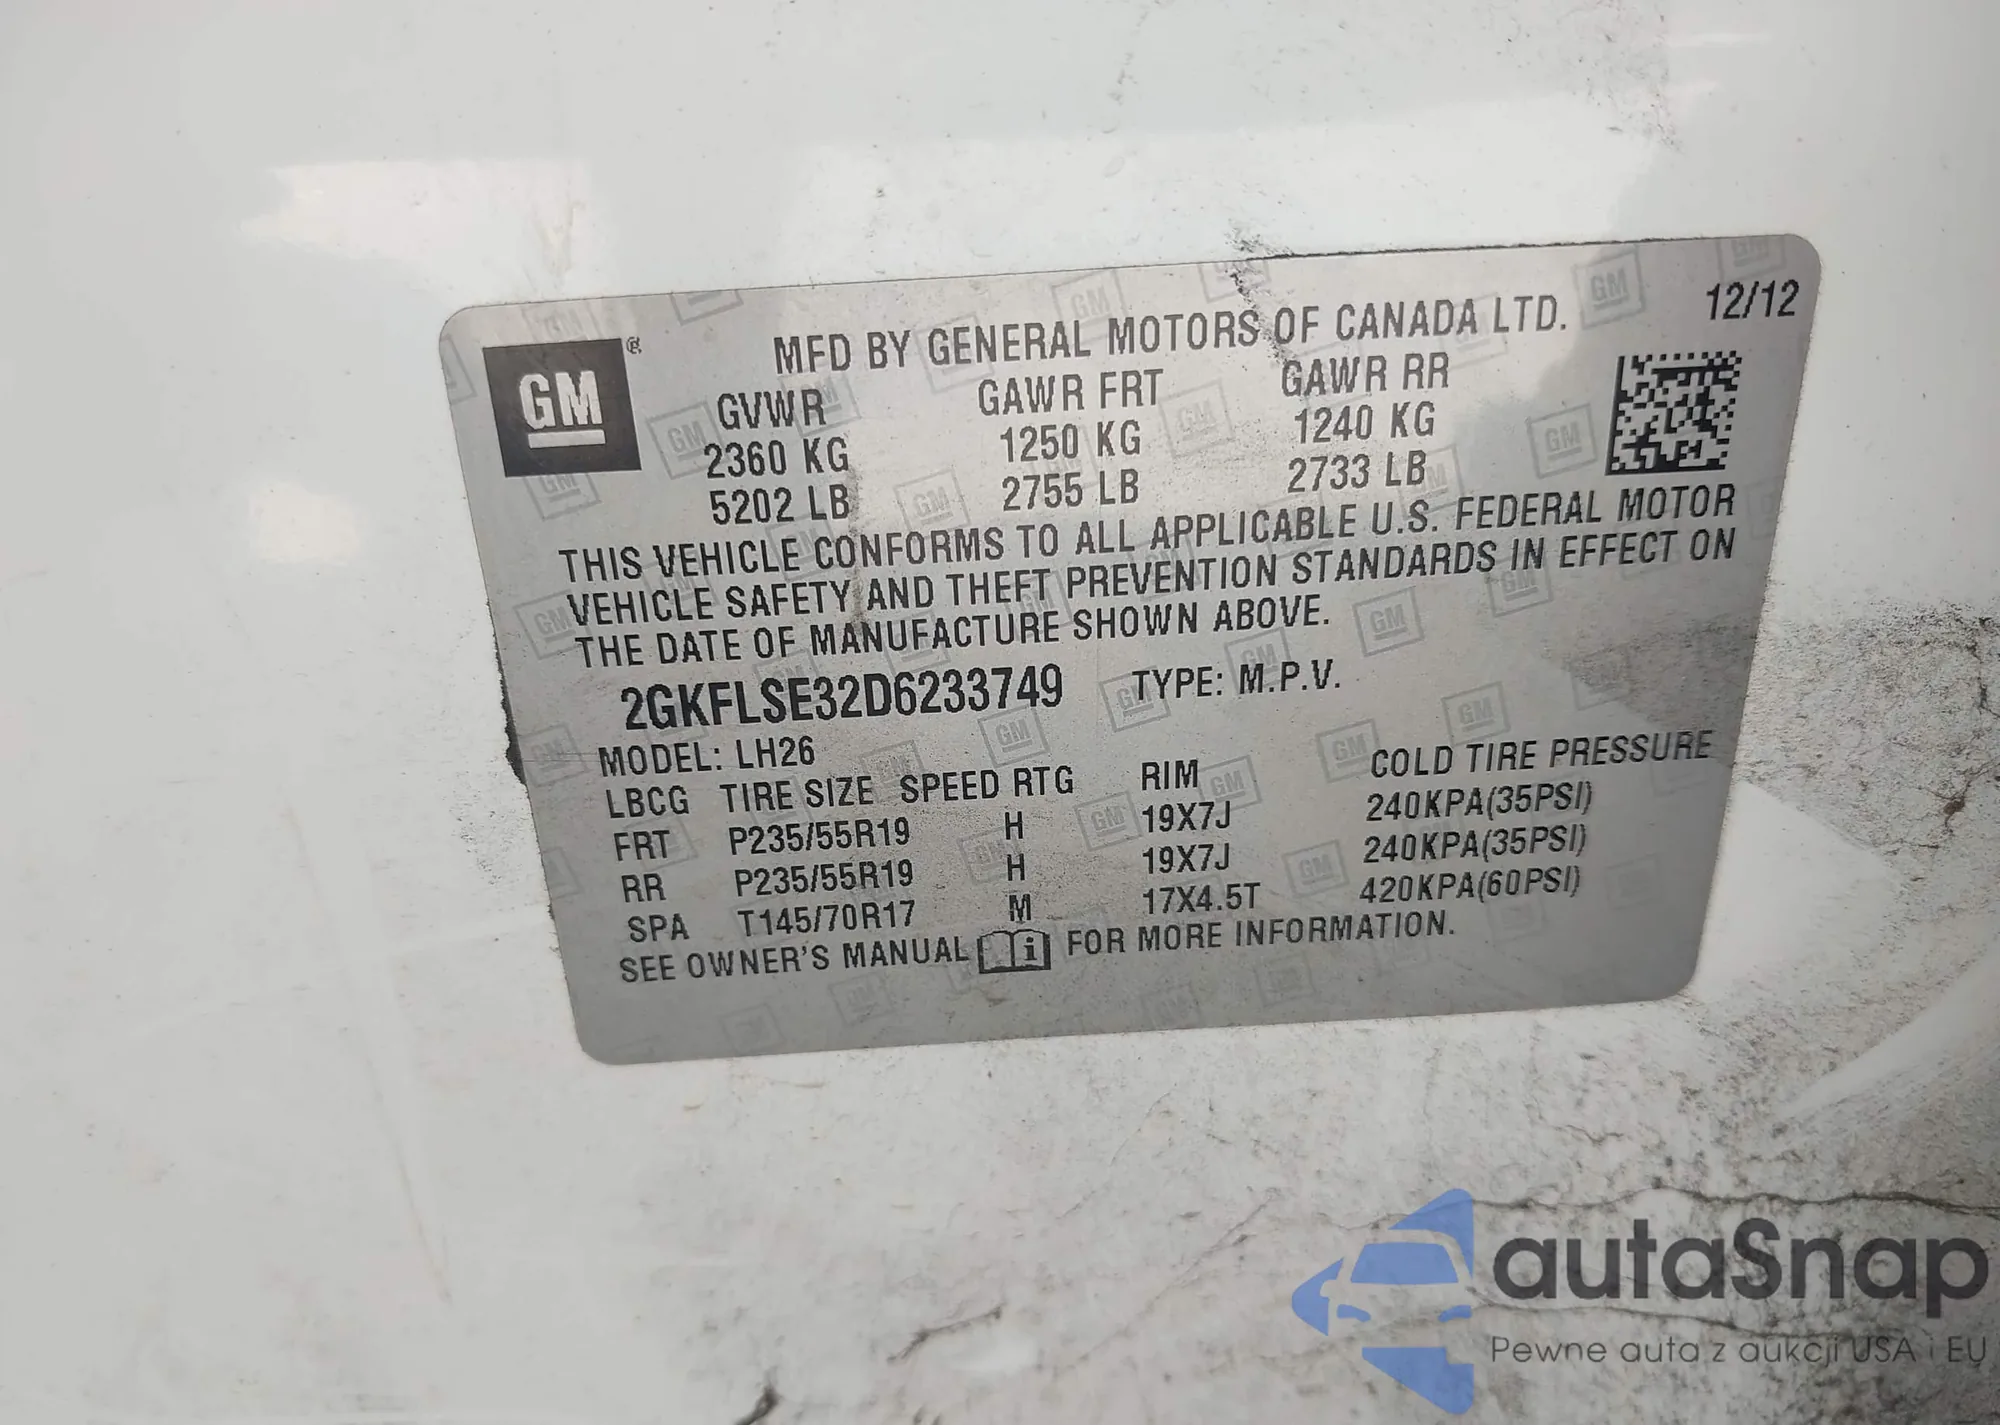 12/12
GM®
MFD BY GENERAL MOTORS OF CANADA LTD.
GVWR GAWR FRT GAWR RR
2360 KG 1250 KG 1240 KG
5202 LB 2755 LB 2733 LB
THIS VEHICLE CONFORMS TO ALL APPLICABLE U.S. FEDERAL MOTOR
VEHICLE SAFETY AND THEFT PREVENTION STANDARDS IN EFFECT ON
THE DATE OF MANUFACTURE SHOWN ABOVE.
2GKFLSE32D6233749 TYPE: M.P.V.
MODEL: LH26
LBCG TIRE SIZE SPEED RTG RIM COLD TIRE PRESSURE
FRT P235/55R19 H 19X7J 240KPA(35PSI)
RR P235/55R19 H 19X7J 240KPA(35PSI)
SPA T145/70R17 M 17X4.5T 420KPA(60PSI)
SEE OWNER'S MANUAL i FOR MORE INFORMATION.
autaSnap
Pewne auta z aukcji USA i EU